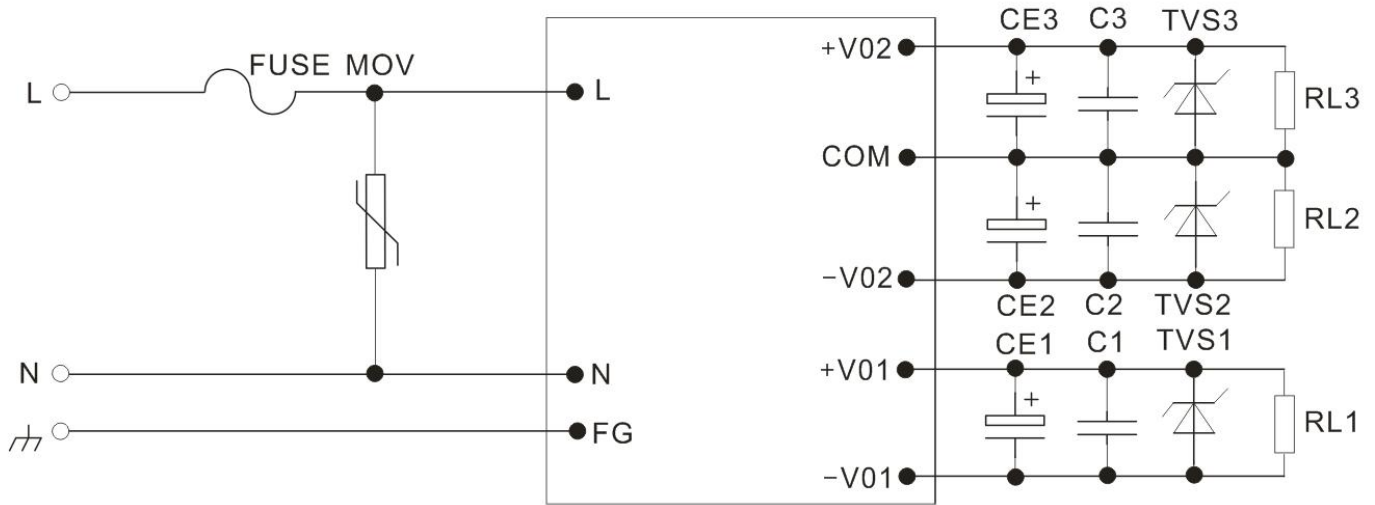 CE3 C3 TVS3
+V02
FUSE MOV
L
L
RL3
COM
RL2
−V02
CE2 C2 TVS2
CE1 C1 TVS1
N
N
+V01
+
+
+
FG
RL1
−V01